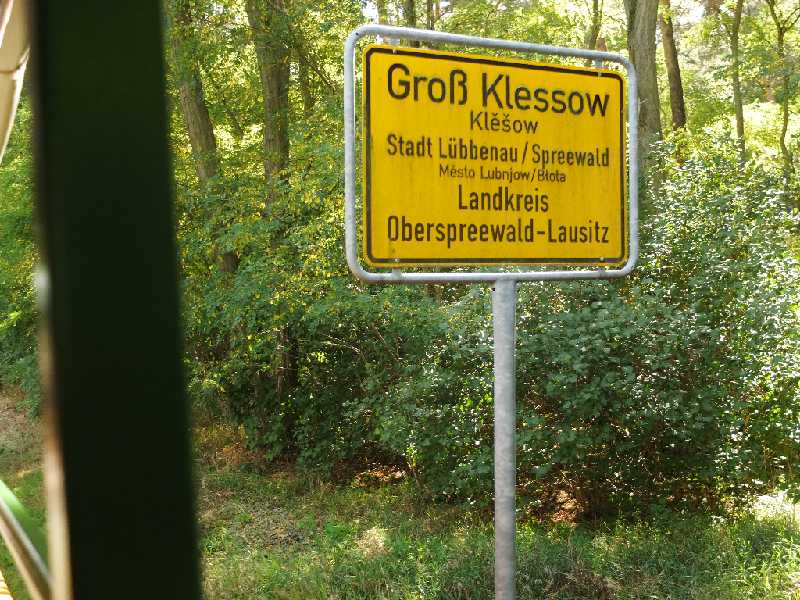 Groß Klessow
Klěšow
Stadt Lübbenau/Spreewald
Město Lubnjow/Błota
Landkreis
Oberspreewald-Lausitz